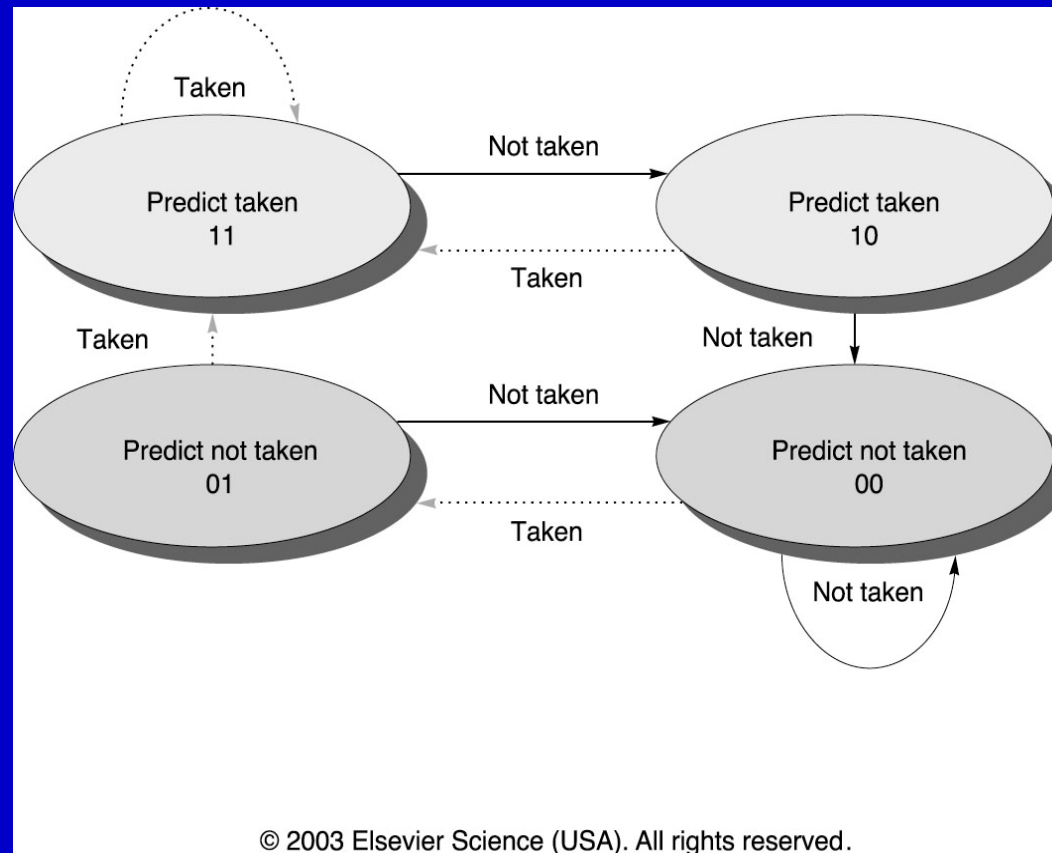 Taken
Not taken
Predict taken
11
Predict taken
10
Taken
Taken
Not taken
Not taken
Predict not taken
01
Predict not taken
00
Taken
Not taken
© 2003 Elsevier Science (USA). All rights reserved.